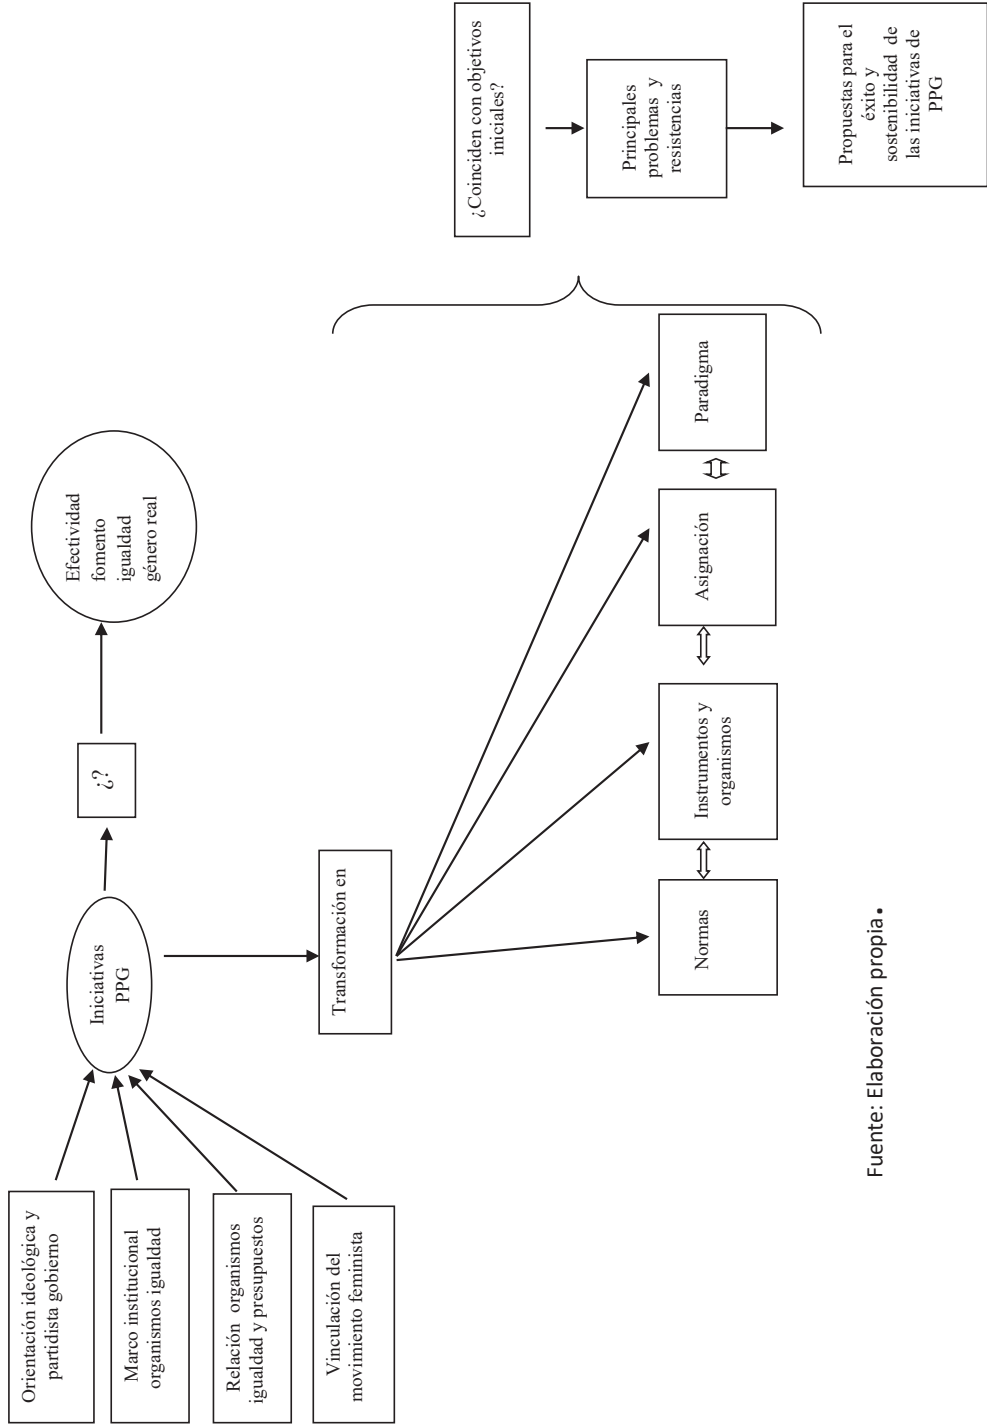 Orientación ideológica y
partidista gobierno
Marco institucional
organismos igualdad
Relación organismos
igualdad y presupuestos
Vinculación del
movimiento feminista
Iniciativas
PPG
¿?
Efectividad
fomento
igualdad
género real
Transformación en
Normas
Instrumentos y
organismos
Asignación
Paradigma
¿Coinciden con objetivos
iniciales?
Principales
problemas y
resistencias
Propuestas para el
éxito y
sostenibilidad de
las iniciativas de
PPG
Fuente: Elaboración propia.